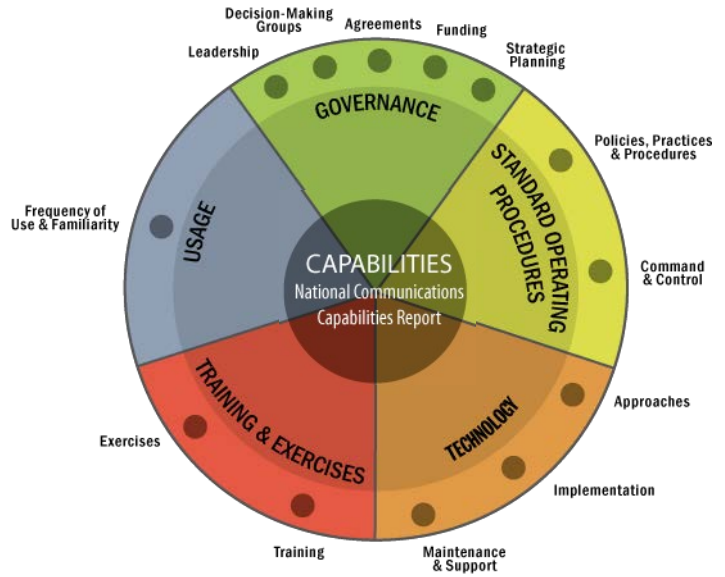 Decision-Making
Groups
Agreements
Funding
Leadership
Strategic
Planning
GOVERNANCE
Policies, Practices
& Procedures
STANDARD OPERATING
PROCEDURES
Frequency of
Use & Familiarity
USAGE
Command
& Control
CAPABILITIES
National Communications
Capabilities Report
TRAINING & EXERCISES
TECHNOLOGY
Approaches
Exercises
Implementation
Training
Maintenance
& Support